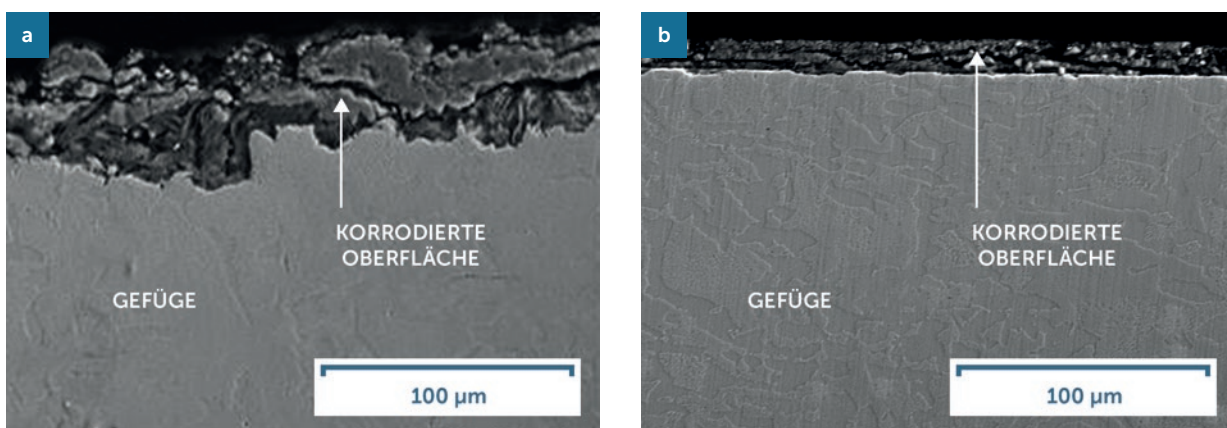 a
KORRODIERTE
OBERFLÄCHE
GEFÜGE
100 µm
b
KORRODIERTE
OBERFLÄCHE
GEFÜGE
100 µm